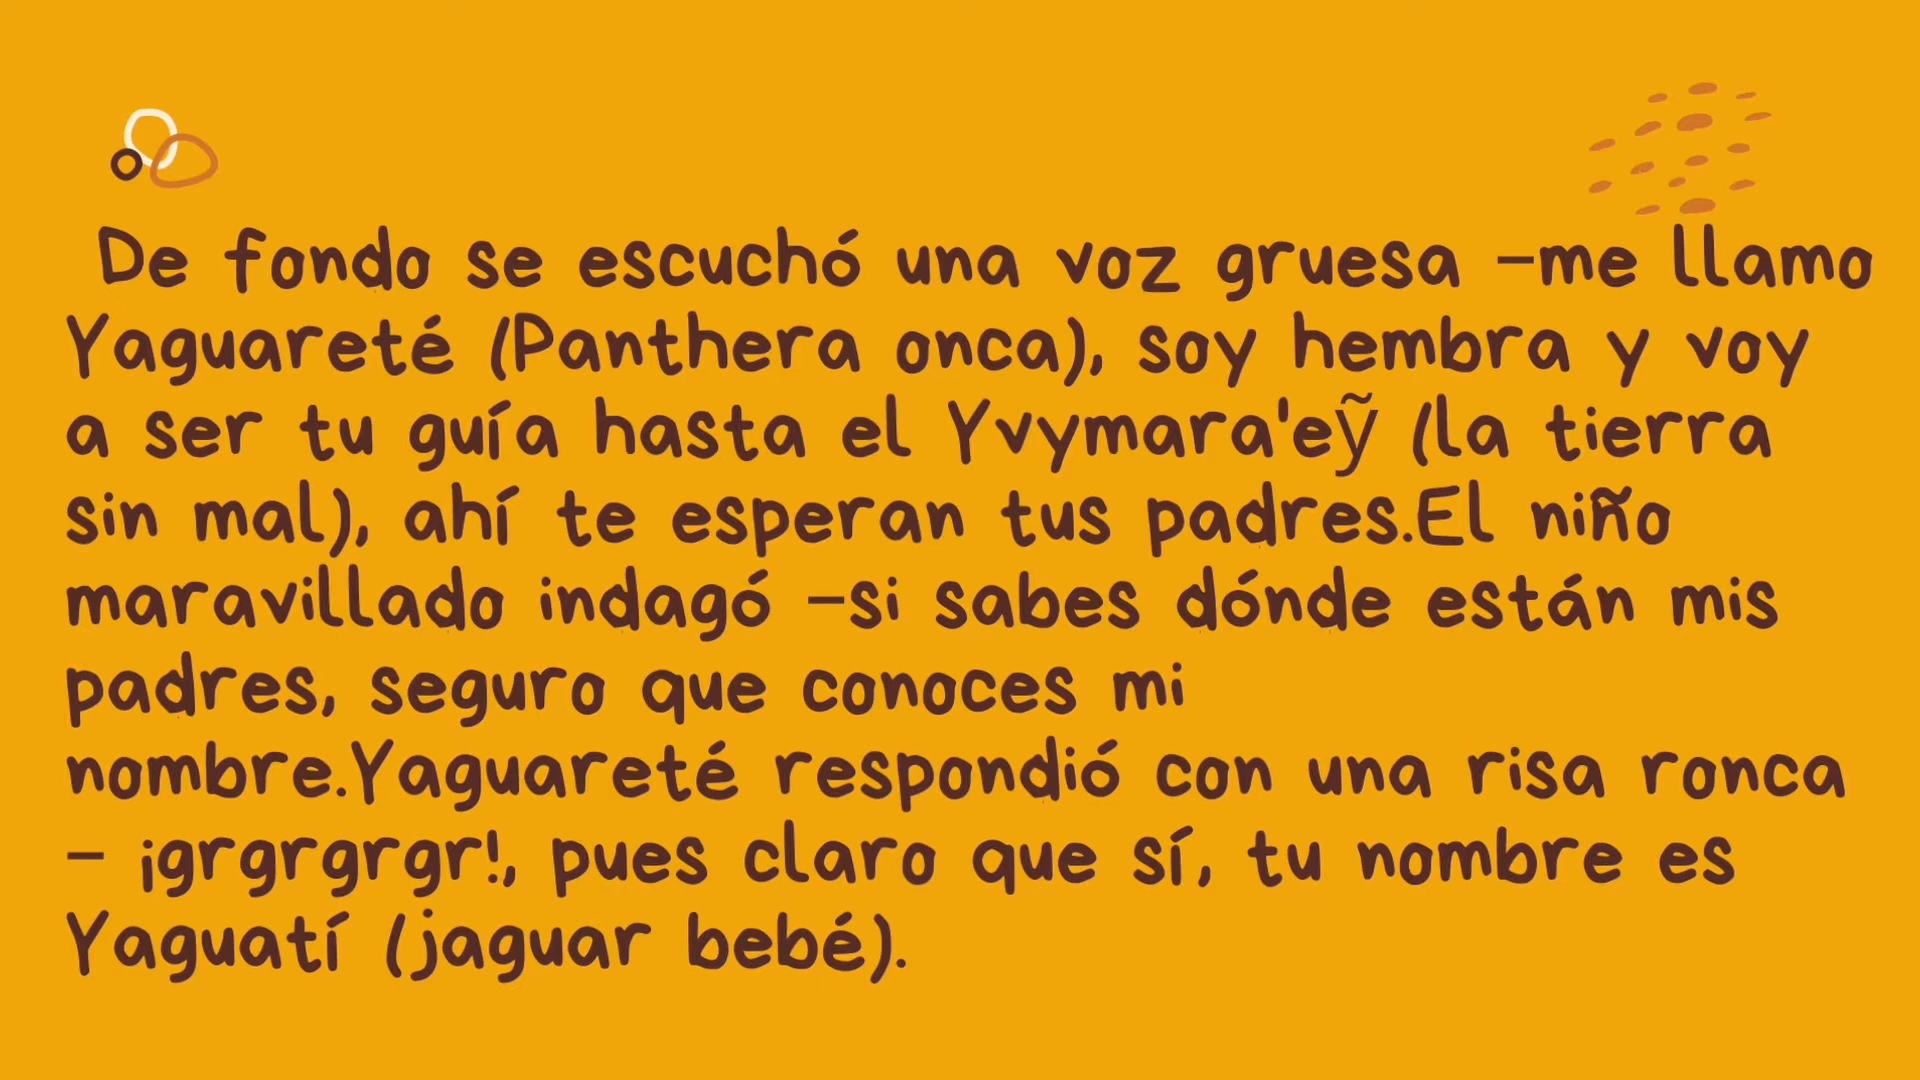 De fondo se escuchó una voz gruesa –me llamo
Yaguareté (Panthera onca), soy hembra y voy
a ser tu guía hasta el Yvymara'eỹ (la tierra
sin mal), ahí te esperan tus padres.El niño
maravillado indagó –si sabes dónde están mis
padres, seguro que conoces mi
nombre.Yaguareté respondió con una risa ronca
– ¡grgrgrgr!, pues claro que sí, tu nombre es
Yaguatí (jaguar bebé).